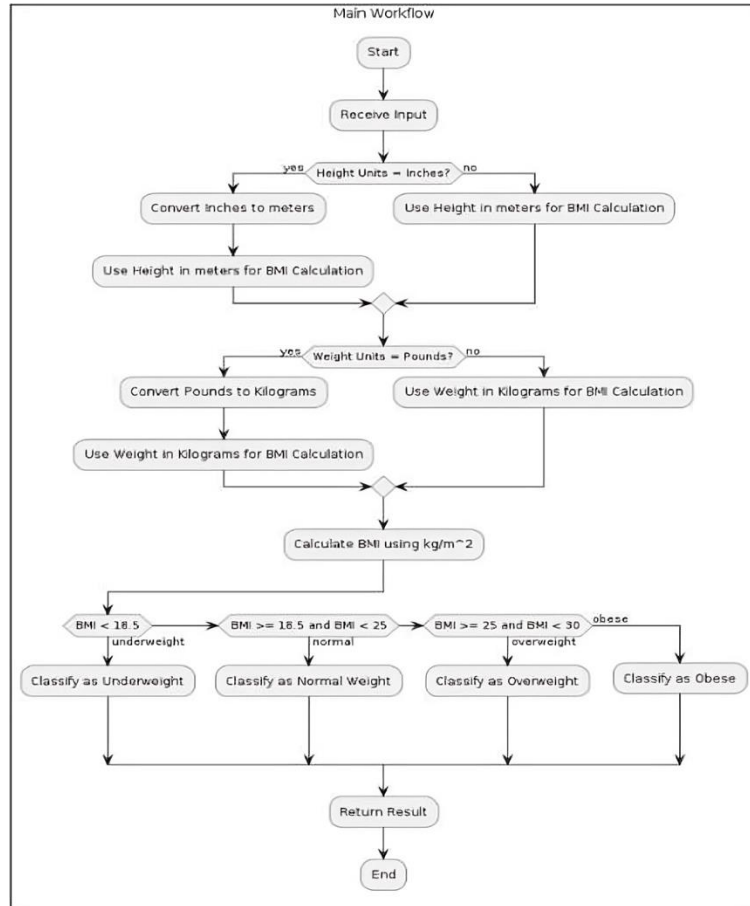 Main Workflow
Start
Receive Input
yes
Height Units = Inches?
no
Convert Inches to meters
Use Height in meters for BMI Calculation
Use Height in meters for BMI Calculation
yes
Weight Units = Pounds?
no
Convert Pounds to Kilograms
Use Weight in Kilograms for BMI Calculation
Use Weight in Kilograms for BMI Calculation
Calculate BMI using kg/m^2
BMI < 18.5
BMI >= 18.5 and BMI < 25
BMI >= 25 and BMI < 30
obese
underweight
normal
overweight
Classify as Underweight
Classify as Normal Weight
Classify as Overweight
Classify as Obese
Return Result
End